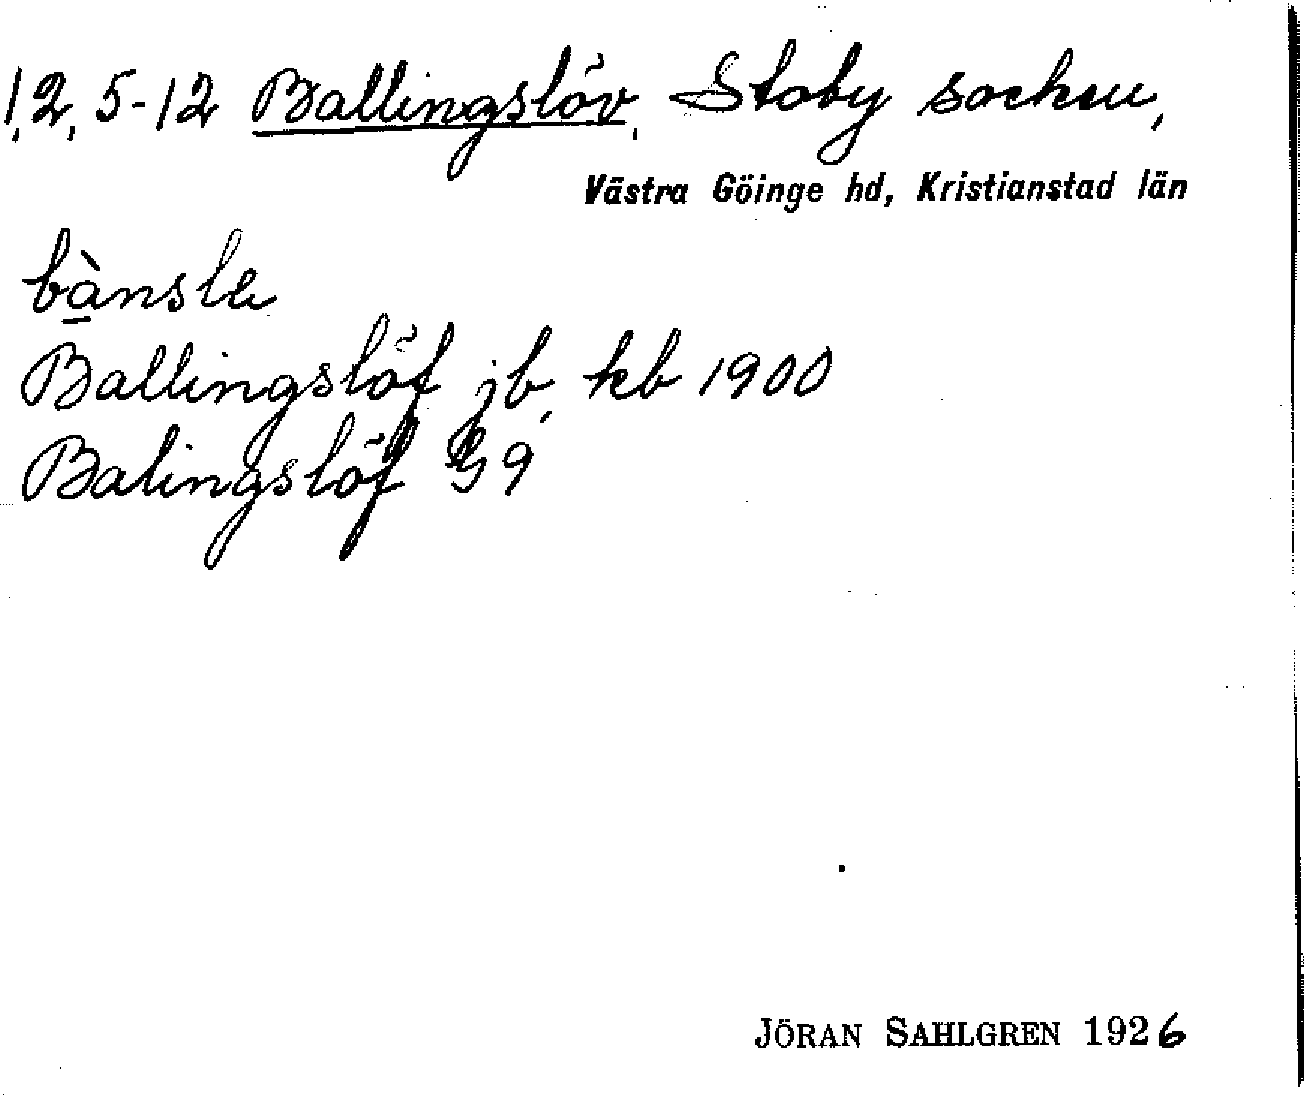 1, 2, 5-12 Ballingslöv, Stoby socken,
Västra Göinge hd, Kristianstad län
bànsle
Ballingslöf jb, kb 1900
Balingslöf 9
JÖRAN SAHLGREN 1926